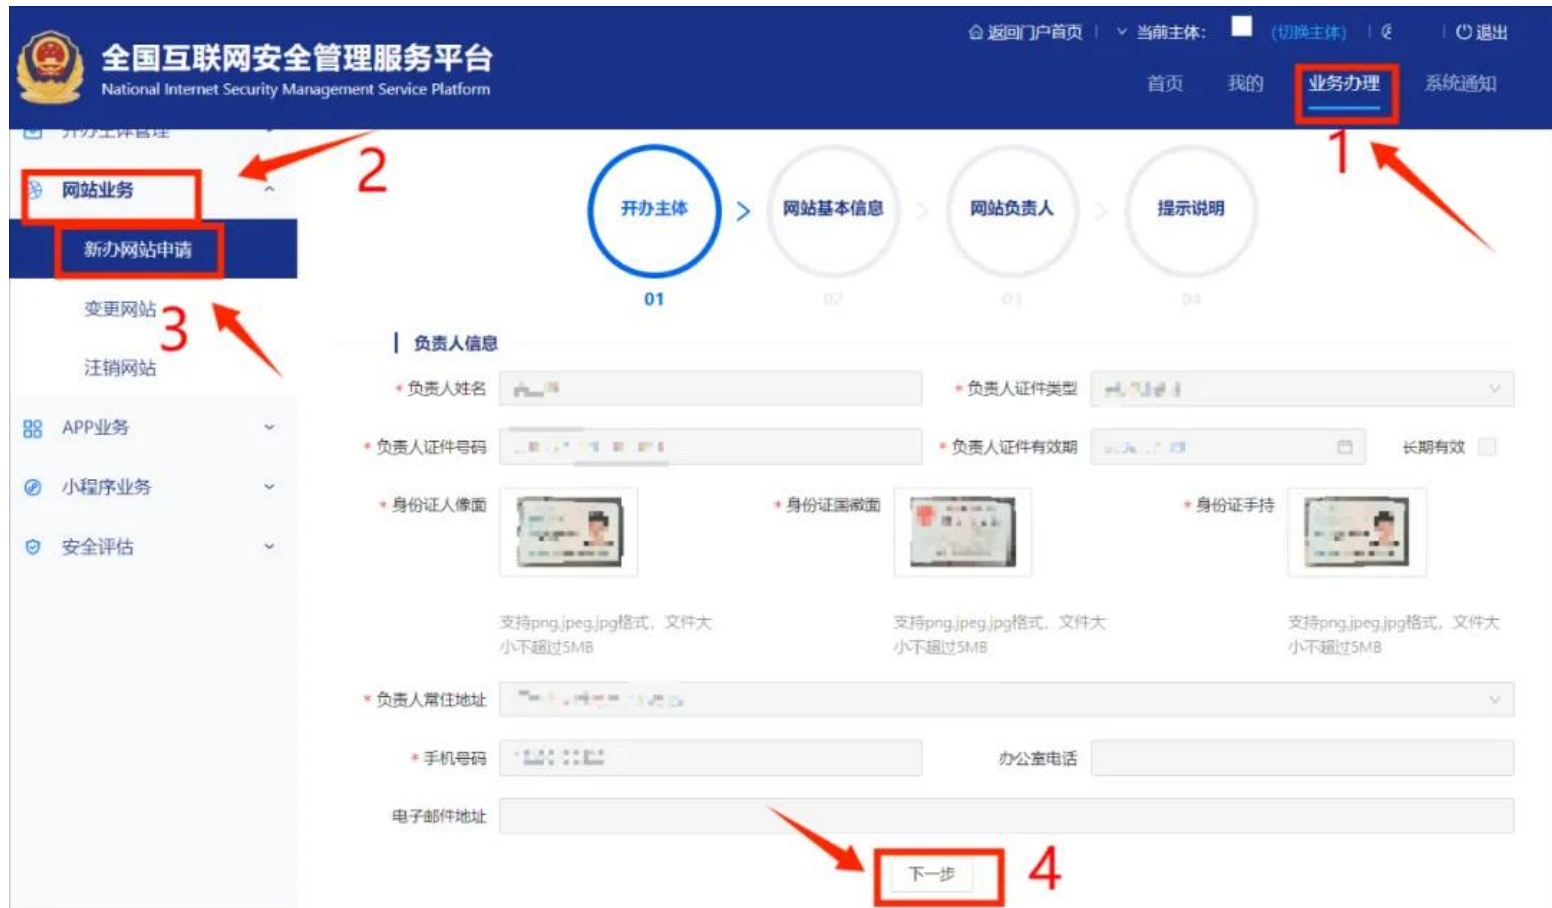 返回门户首页 当前主体: (切换主体) 退出
全国互联网安全管理服务平台
National Internet Security Management Service Platform
首页 我的 业务办理 系统通知
1
开办主体管理
2
网站业务
新办网站申请
变更网站
3
注销网站
APP业务
小程序业务
安全评估
开办主体 > 网站基本信息 > 网站负责人 > 提示说明
01 02 03 04
负责人信息
* 负责人姓名 * 负责人证件类型
* 负责人证件号码 * 负责人证件有效期 长期有效
* 身份证人像面 * 身份证国徽面 * 身份证手持
支持png,jpeg,jpg格式，文件大 支持png,jpeg,jpg格式，文件大 支持png,jpeg,jpg格式，文件大
小不超过5MB 小不超过5MB 小不超过5MB
* 负责人常住地址
* 手机号码 办公室电话
电子邮件地址
下一步 4